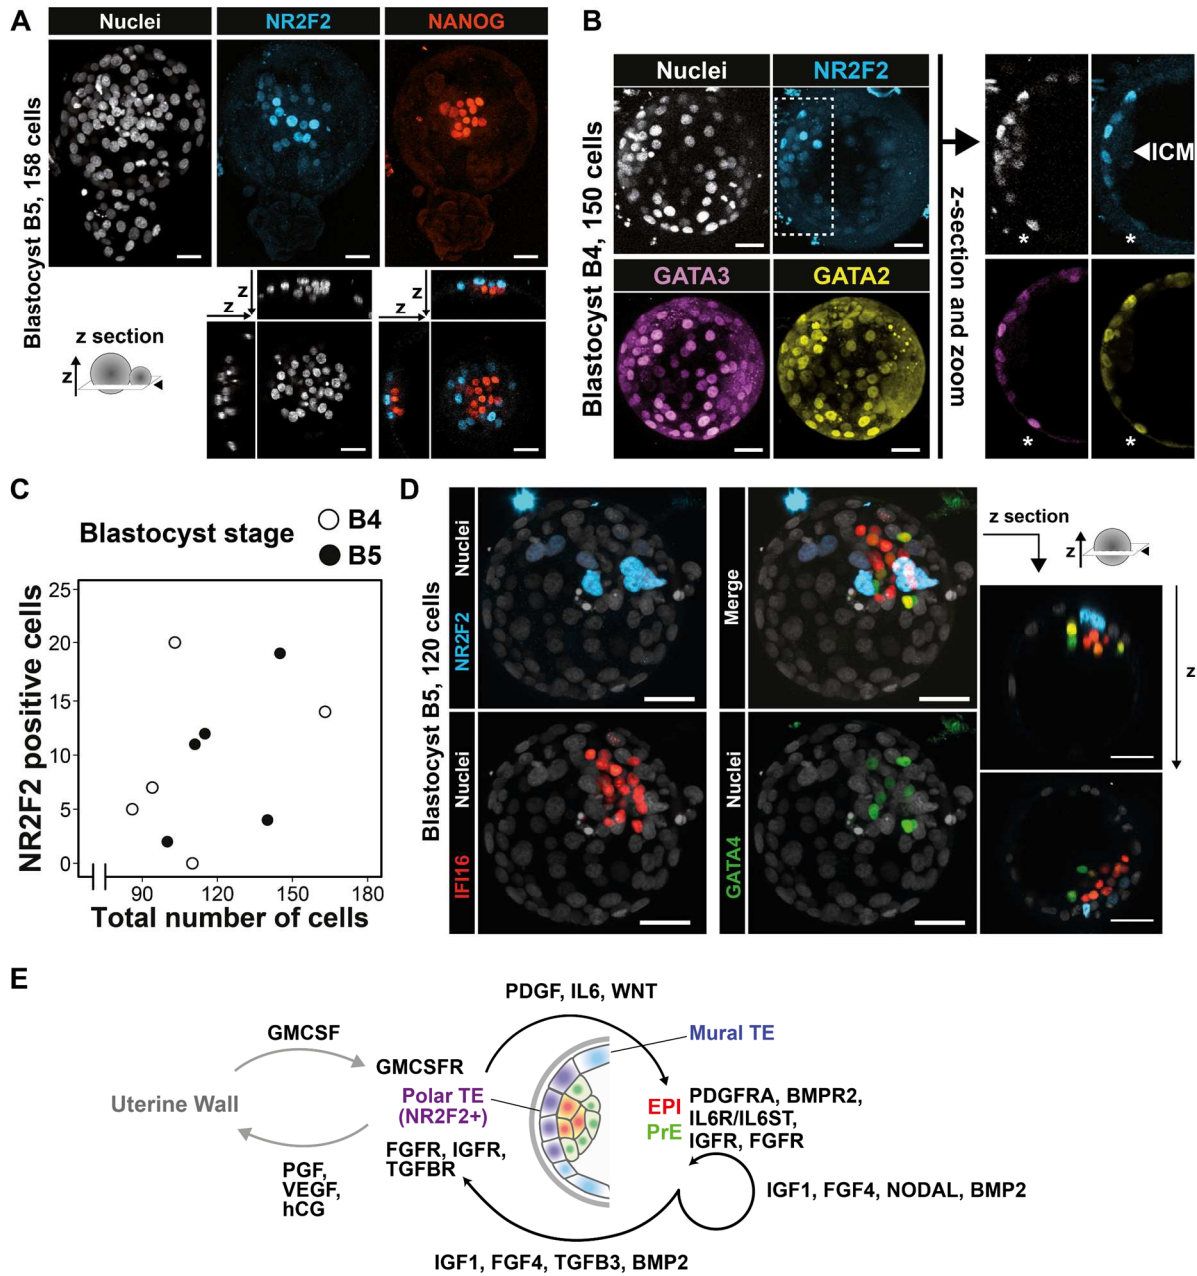 A
Nuclei
NR2F2
NANOG
Blastocyst B5, 158 cells
z section
z
z
z
z
z
B
Blastocyst B4, 150 cells
Nuclei
NR2F2
GATA3
GATA2
z-section and zoom
ICM
*
*
*
*
C
Blastocyst stage
B4
B5
NR2F2 positive cells
25
20
15
10
5
0
90
120
150
180
Total number of cells
D
Blastocyst B5, 120 cells
NR2F2 Nuclei
Merge
IFI16 Nuclei
GATA4 Nuclei
z section
z
z
E
PDGF, IL6, WNT
GMCSF
Mural TE
GMCSFR
Uterine Wall
Polar TE
(NR2F2+)
EPI
PrE
PDGFRA, BMPR2,
IL6R/IL6ST,
IGFR, FGFR
FGFR, IGFR,
TGFBR
PGF,
VEGF,
hCG
IGF1, FGF4, NODAL, BMP2
IGF1, FGF4, TGFB3, BMP2